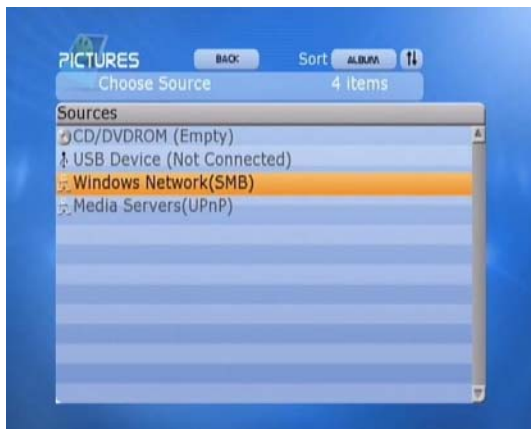 PICTURES BACK Sort ALBUM
Choose Source 4 items
Sources
CD/DVDROM (Empty)
USB Device (Not Connected)
Windows Network(SMB)
Media Servers(UPnP)